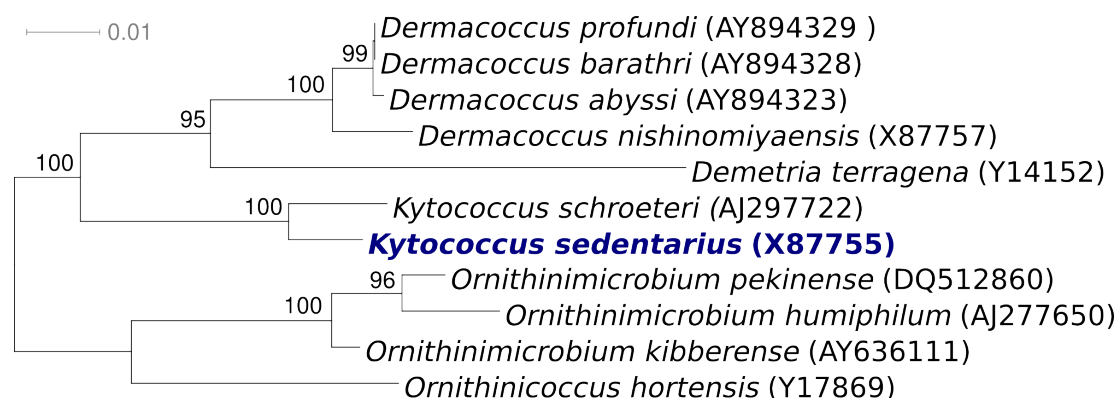 0.01
Dermacoccus profundi (AY894329 )
99
Dermacoccus barathri (AY894328)
100
Dermacoccus abyssi (AY894323)
95
Dermacoccus nishinomiyaensis (X87757)
100
Demetria terragena (Y14152)
100
Kytococcus schroeteri (AJ297722)
Kytococcus sedentarius (X87755)
96
Ornithinimicrobium pekinense (DQ512860)
100
Ornithinimicrobium humiphilum (AJ277650)
Ornithinimicrobium kibberense (AY636111)
Ornithinicoccus hortensis (Y17869)